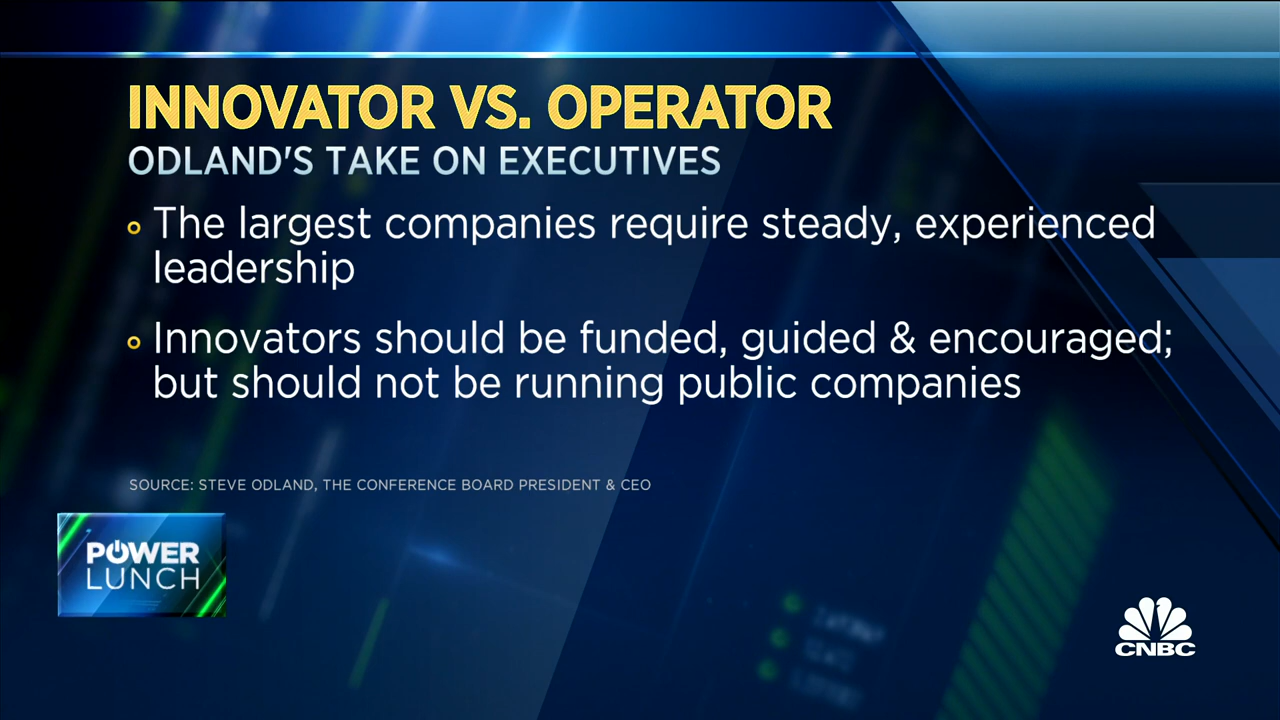 INNOVATOR VS. OPERATOR
ODLAND'S TAKE ON EXECUTIVES
The largest companies require steady, experienced
leadership
Innovators should be funded, guided & encouraged;
but should not be running public companies
SOURCE: STEVE ODLAND, THE CONFERENCE BOARD PRESIDENT & CEO
POWER
LUNCH
CNBC